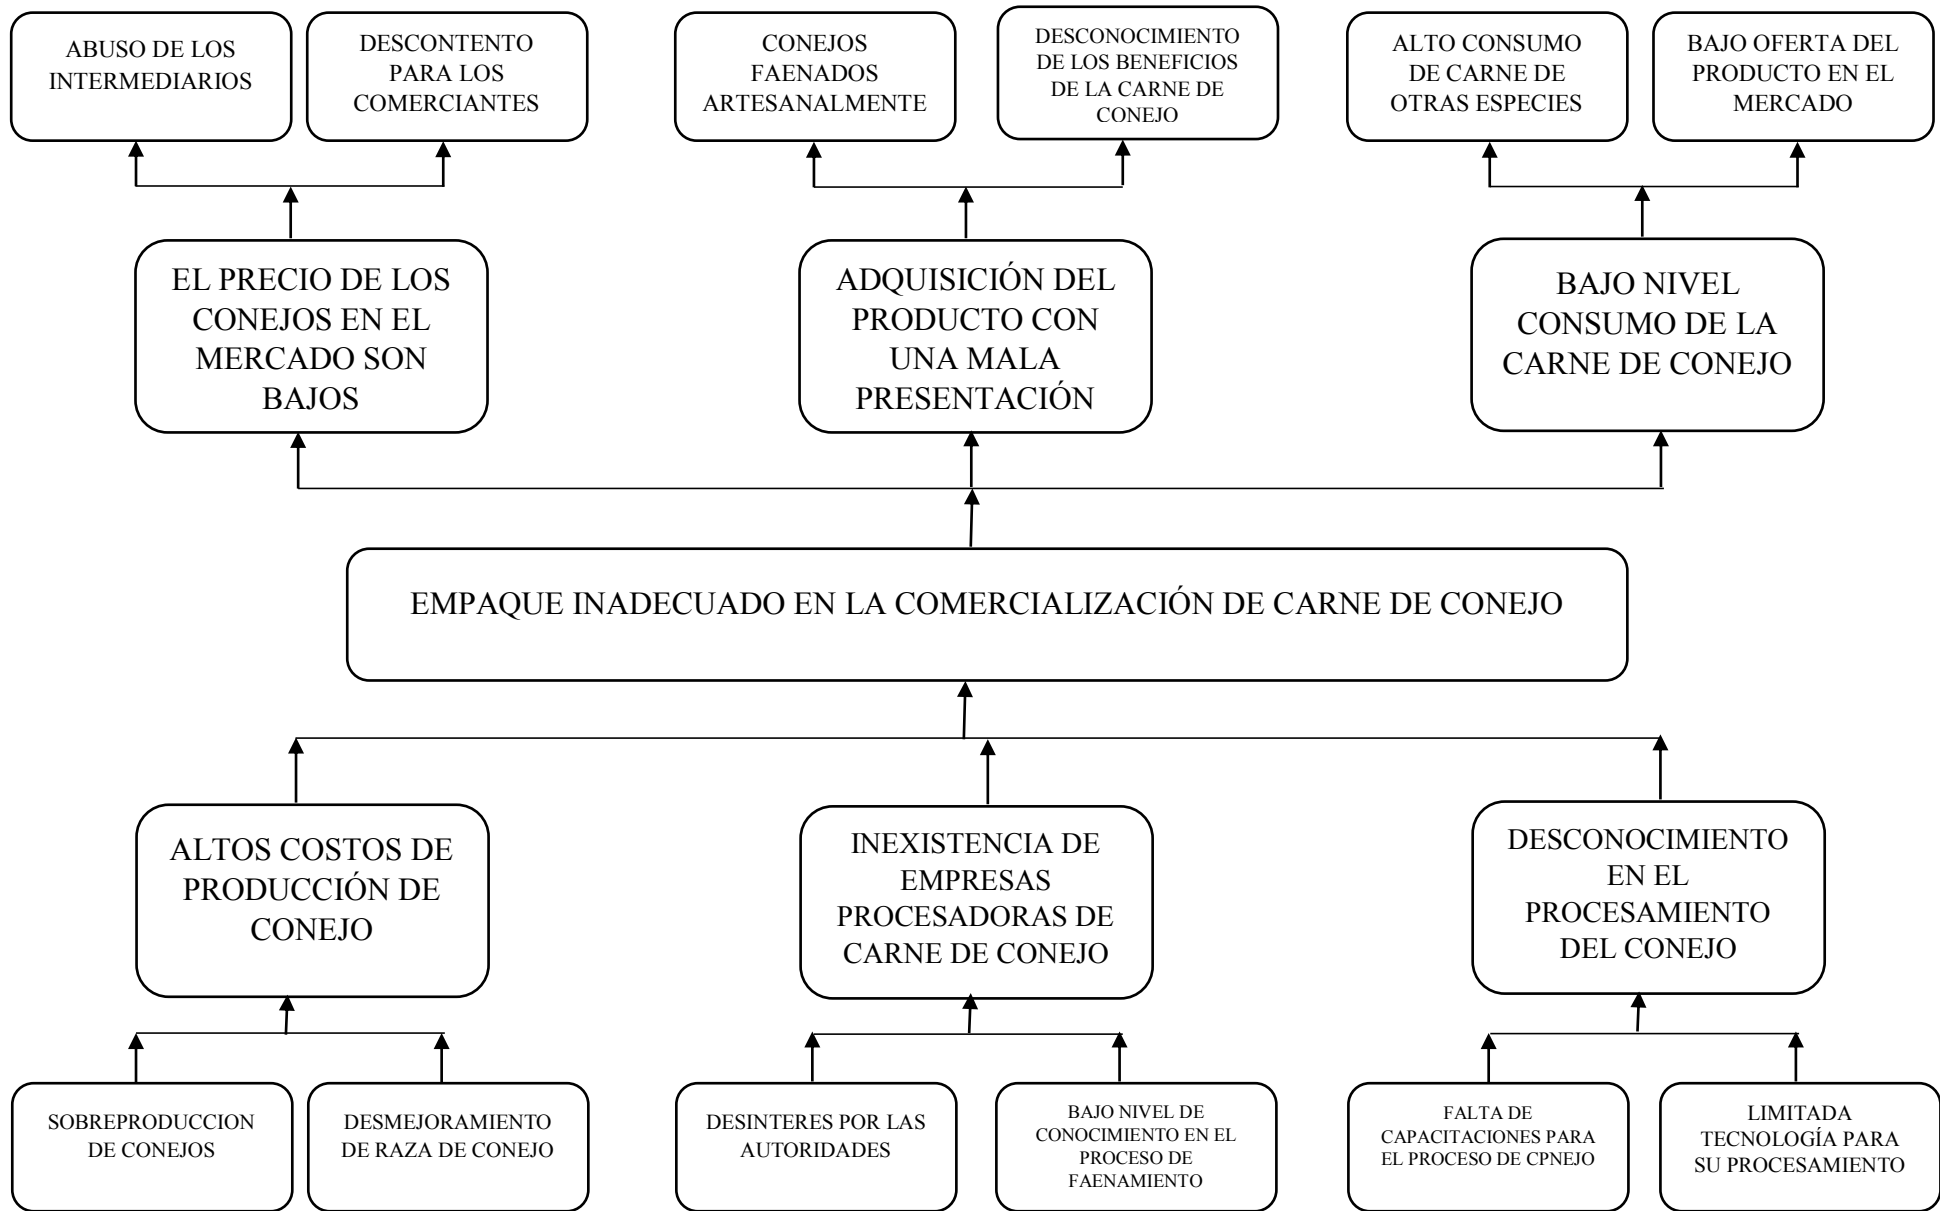 ABUSO DE LOS
INTERMEDIARIOS
DESCONTENTO
PARA LOS
COMERCIANTES
CONEJOS
FAENADOS
ARTESANALMENTE
DESCONOCIMIENTO
DE LOS BENEFICIOS
DE LA CARNE DE
CONEJO
ALTO CONSUMO
DE CARNE DE
OTRAS ESPECIES
BAJO OFERTA DEL
PRODUCTO EN EL
MERCADO
EL PRECIO DE LOS
CONEJOS EN EL
MERCADO SON
BAJOS
ADQUISICIÓN DEL
PRODUCTO CON
UNA MALA
PRESENTACIÓN
BAJO NIVEL
CONSUMO DE LA
CARNE DE CONEJO
EMPAQUE INADECUADO EN LA COMERCIALIZACIÓN DE CARNE DE CONEJO
ALTOS COSTOS DE
PRODUCCIÓN DE
CONEJO
INEXISTENCIA DE
EMPRESAS
PROCESADORAS DE
CARNE DE CONEJO
DESCONOCIMIENTO
EN EL
PROCESAMIENTO
DEL CONEJO
SOBREPRODUCCION
DE CONEJOS
DESMEJORAMIENTO
DE RAZA DE CONEJO
DESINTERES POR LAS
AUTORIDADES
BAJO NIVEL DE
CONOCIMIENTO EN EL
PROCESO DE
FAENAMIENTO
FALTA DE
CAPACITACIONES PARA
EL PROCESO DE CPNEJO
LIMITADA
TECNOLOGÍA PARA
SU PROCESAMIENTO